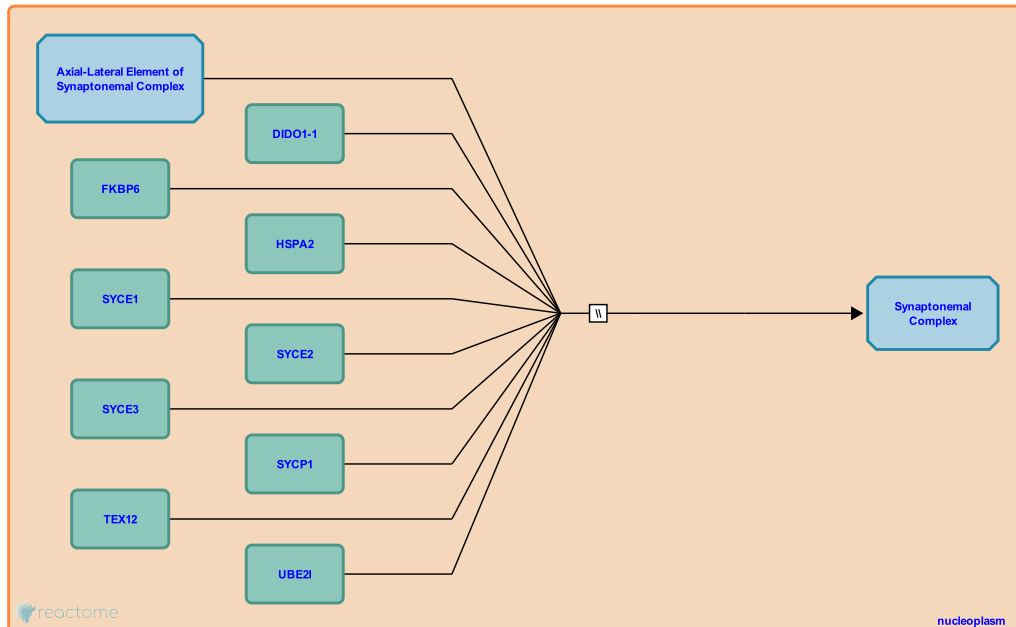 Axial-Lateral Element of
Synaptonemal Complex
DIDO1-1
FKBP6
HSPA2
SYCE1
\\
Synaptonemal
Complex
SYCE2
SYCE3
SYCP1
TEX12
UBE2I
reactome
nucleoplasm